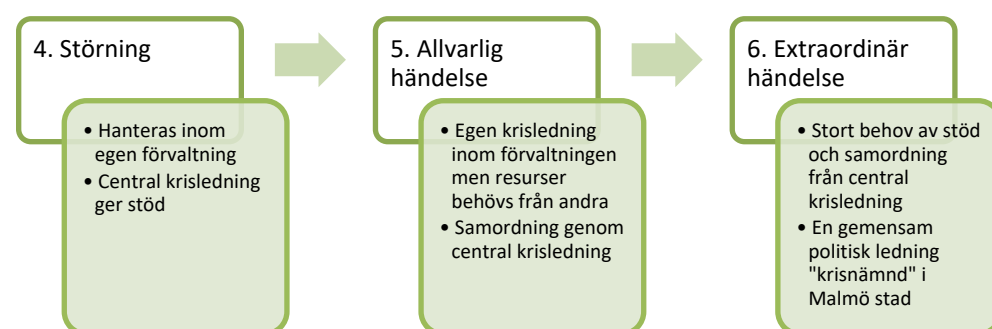 4. Störning
• Hanteras inom
egen förvaltning
• Central krisledning
ger stöd
5. Allvarlig
händelse
• Egen krisledning
inom förvaltningen
men resurser
behövs från andra
• Samordning genom
central krisledning
6. Extraordinär
händelse
• Stort behov av stöd
och samordning
från central
krisledning
• En gemensam
politisk ledning
"krisnämnd" i
Malmö stad